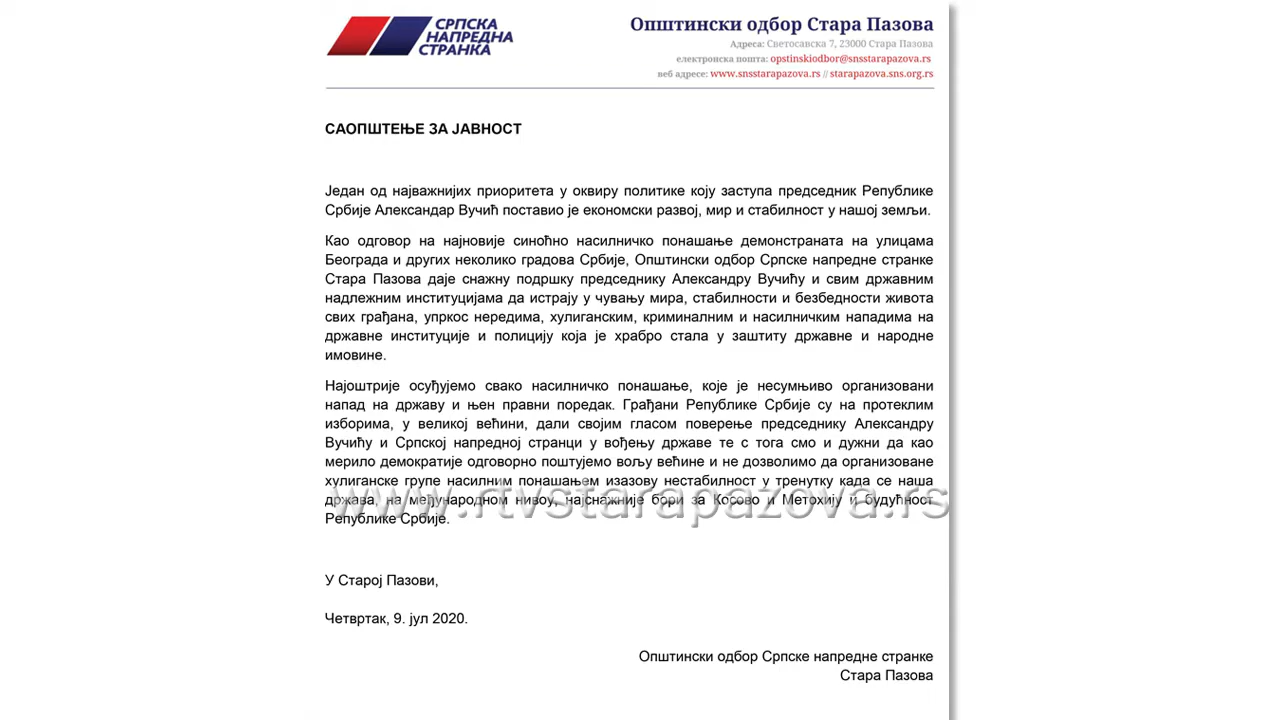 СРПСКА
НАПРЕДНА
СТРАНКА
Општински одбор Стара Пазова
Адреса: Светосавска 7, 23000 Стара Пазова
електронска пошта: opstinskiodbor@snsstarapazova.rs
веб адресе: www.snsstarapazova.rs // starapazova.sns.org.rs
САОПШТЕЊЕ ЗА ЈАВНОСТ
Један од најважнијих приоритета у оквиру политике коју заступа председник Републике
Србије Александар Вучић поставио је економски развој, мир и стабилност у нашој земљи.
Као одговор на најновије синоћно насилничко понашање демонстраната на улицама
Београда и других неколико градова Србије, Општински одбор Српске напредне странке
Стара Пазова даје снажну подршку председнику Александру Вучићу и свим државним
надлежним институцијама да истрају у чувању мира, стабилности и безбедности живота
свих грађана, упркос нередима, хулиганским, криминалним и насилничким нападима на
државне институције и полицију која је храбро стала у заштиту државне и народне
имовине.
Најоштрије осуђујемо свако насилничко понашање, које је несумњиво организовани
напад на државу и њен правни поредак. Грађани Републике Србије су на протеклим
изборима, у великој већини, дали својим гласом поверење председнику Александру
Вучићу и Српској напредној странци у вођењу државе те с тога смо и дужни да као
мерило демократије одговорно поштујемо вољу већине и не дозволимо да организоване
хулиганске групе насилним понашањем изазову нестабилност у тренутку када се наша
држава, на међународном нивоу, најснажније бори за Косово и Метохију и будућност
Републике Србије.
www.rtvstarapazova.rs
У Старој Пазови,
Четвртак, 9. јул 2020.
Општински одбор Српске напредне странке
Стара Пазова